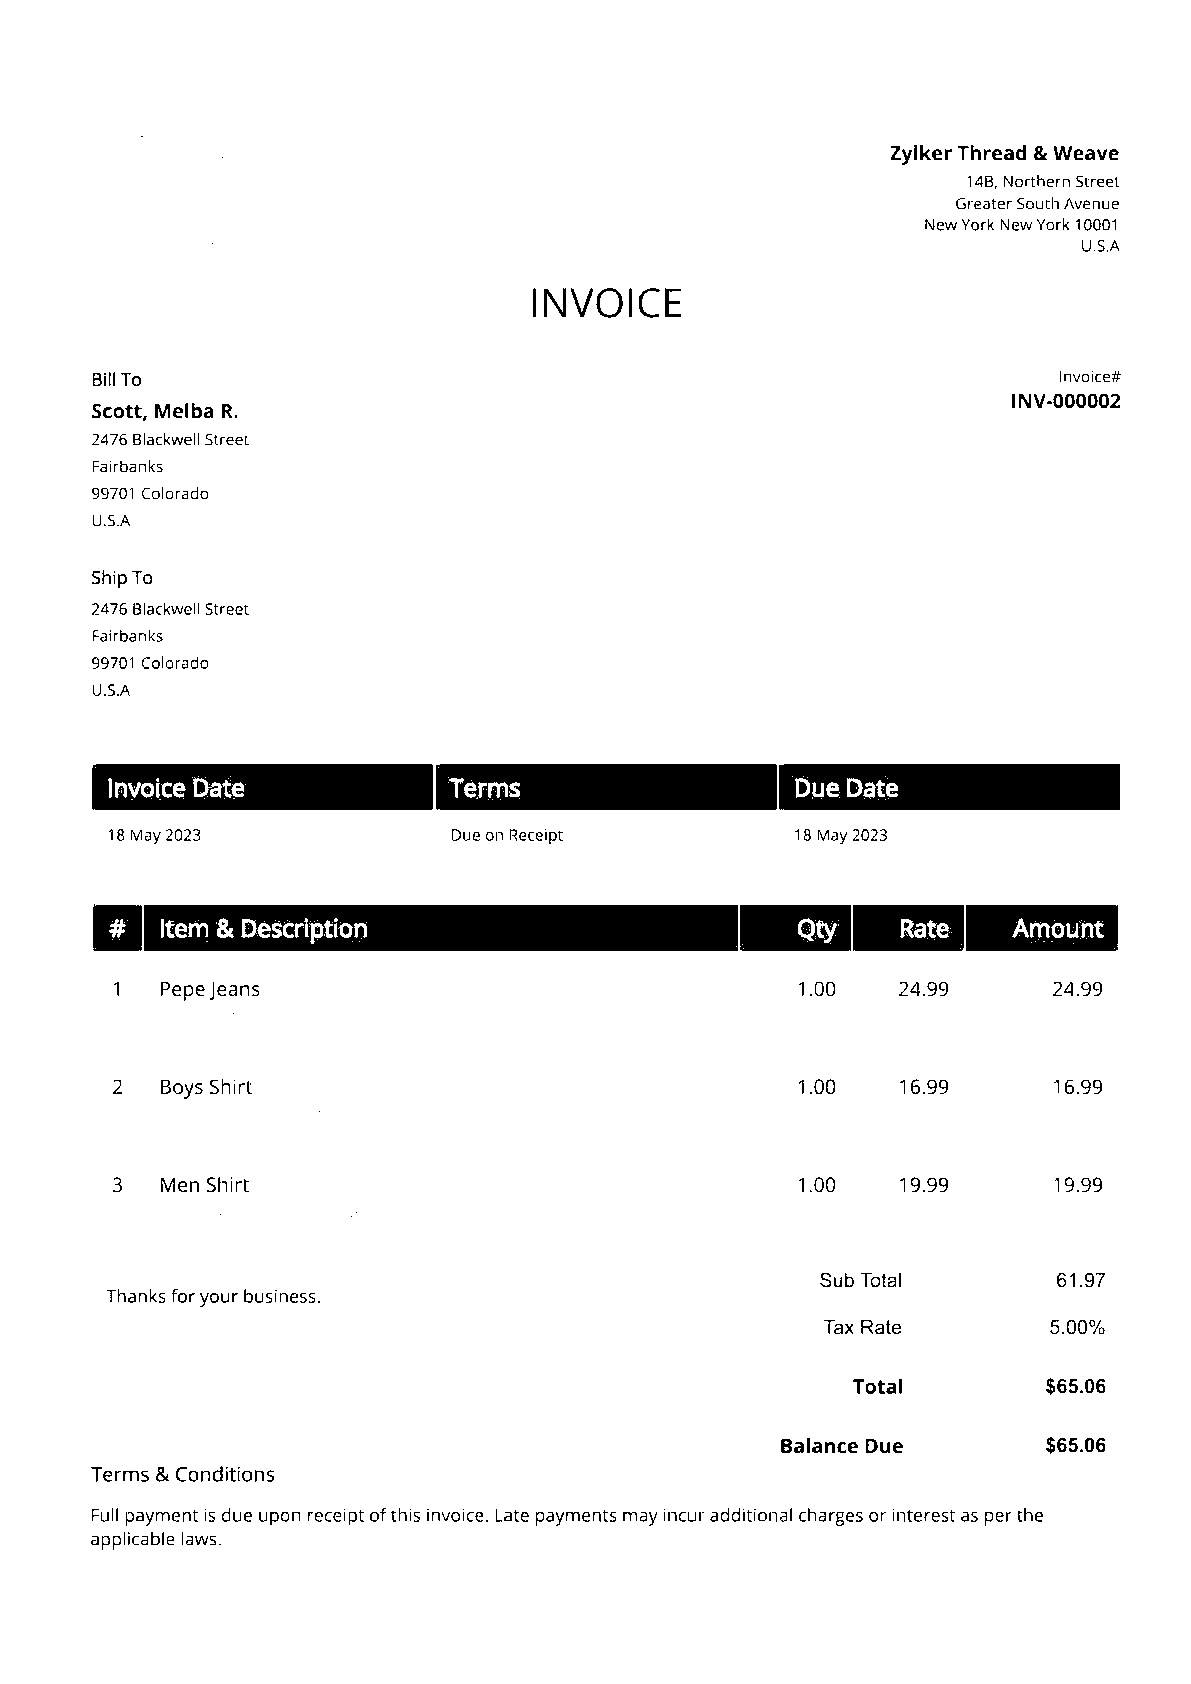 Zylker Thread & Weave
14B, Northern Street
Greater South Avenue
New York New York 10001
U.S.A
INVOICE
Bill To
Invoice#
Scott, Melba R.
INV-000002
2476 Blackwell Street
Fairbanks
99701 Colorado
U.S.A
Ship To
2476 Blackwell Street
Fairbanks
99701 Colorado
U.S.A
Invoice Date Terms Due Date
18 May 2023 Due on Receipt 18 May 2023
# Item & Description Qty Rate Amount
1 Pepe Jeans 1.00 24.99 24.99
2 Boys Shirt 1.00 16.99 16.99
3 Men Shirt 1.00 19.99 19.99
Sub Total 61.97
Thanks for your business.
Tax Rate 5.00%
Total $65.06
Balance Due $65.06
Terms & Conditions
Full payment is due upon receipt of this invoice. Late payments may incur additional charges or interest as per the
applicable laws.